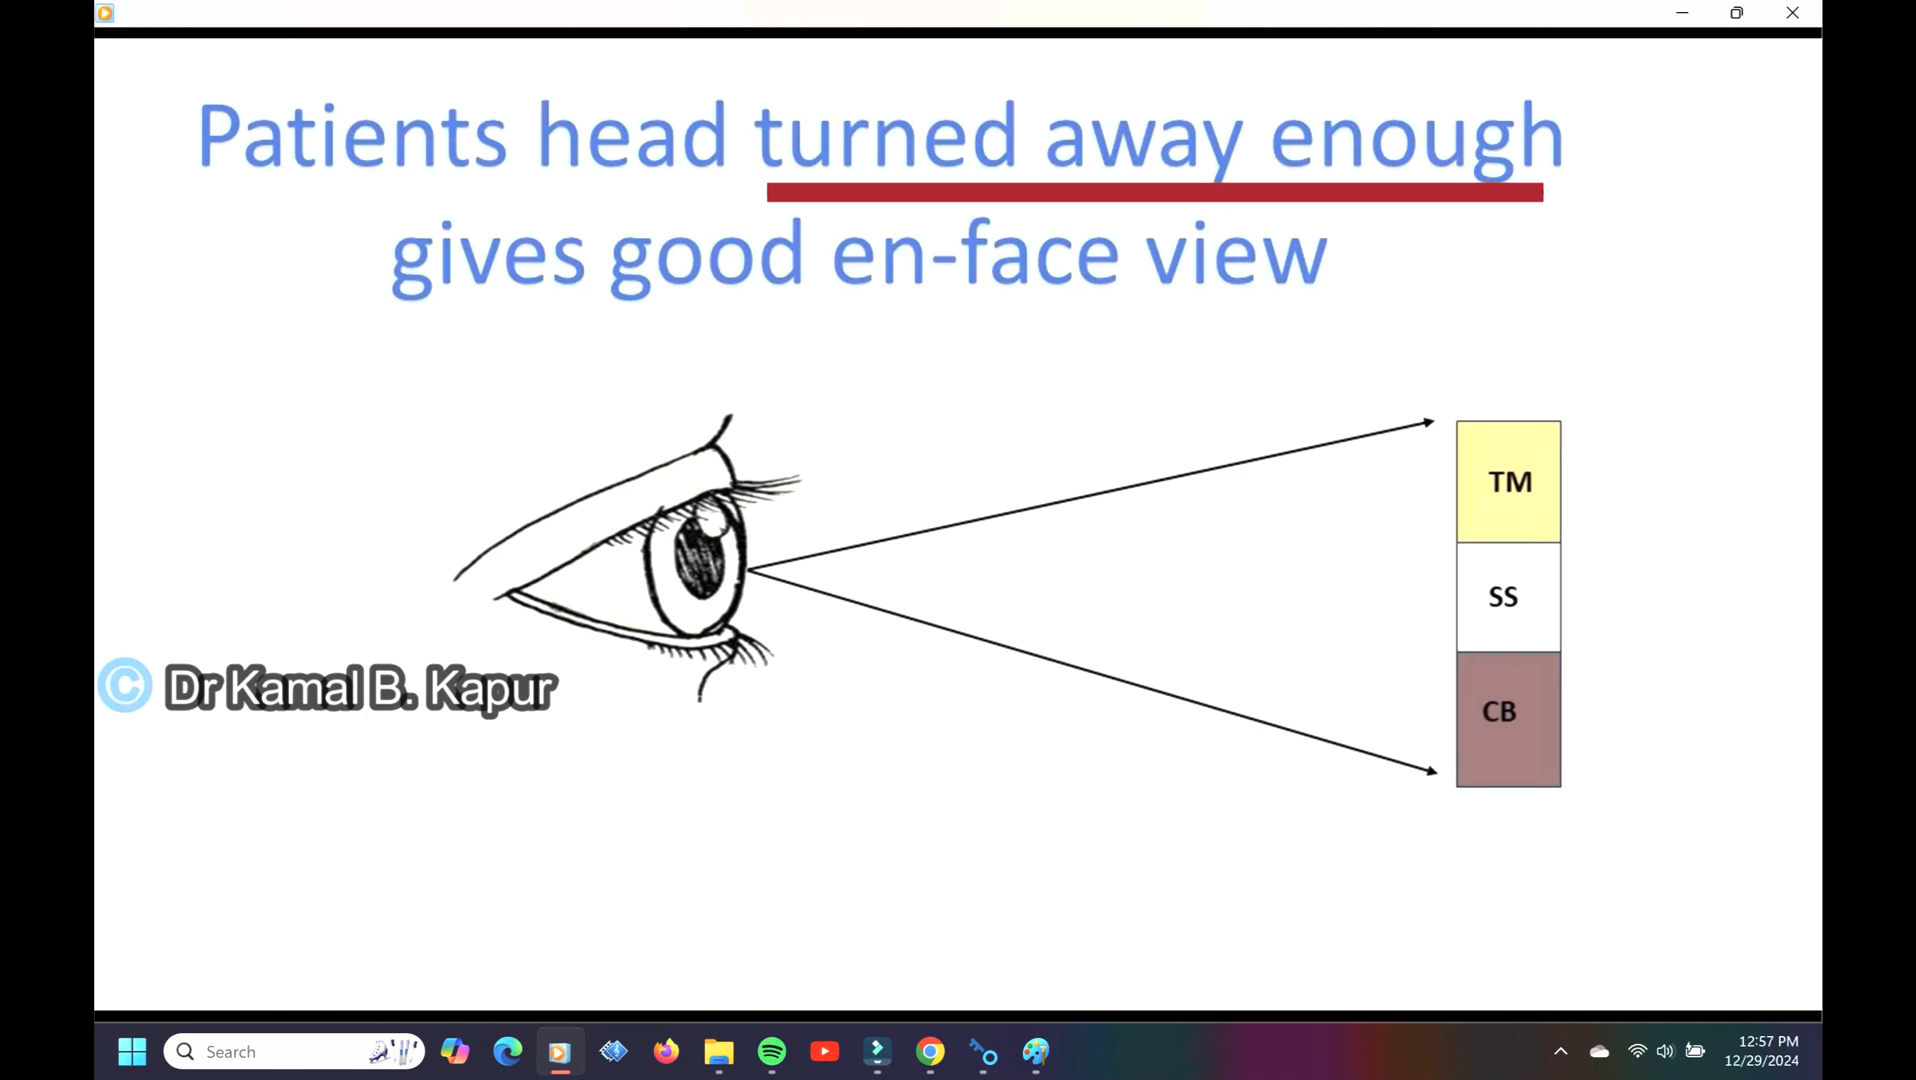 Patients head turned away enough
gives good en-face view
TM
SS
CB
© Dr Kamal B. Kapur
Search
12:57 PM
12/29/2024